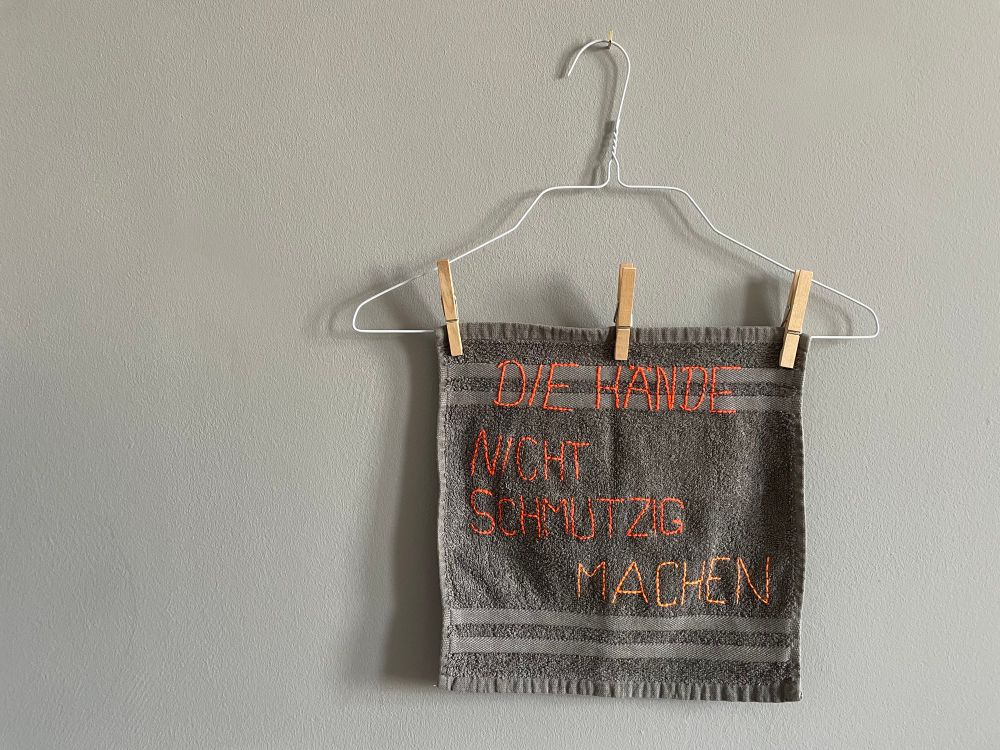 DIE HÄNDE
NICHT
SCHMUTZIG
MACHEN